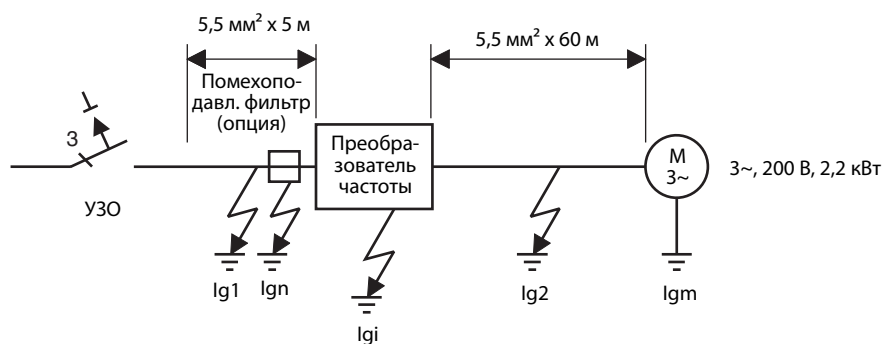 5,5 мм² x 5 м
5,5 мм² x 60 м
Помехопо-
давл. фильтр
(опция)
Преобра-
зователь
частоты
3
УЗО
М
3~
3~, 200 В, 2,2 кВт
Ig1
Ign
Igi
Ig2
Igm